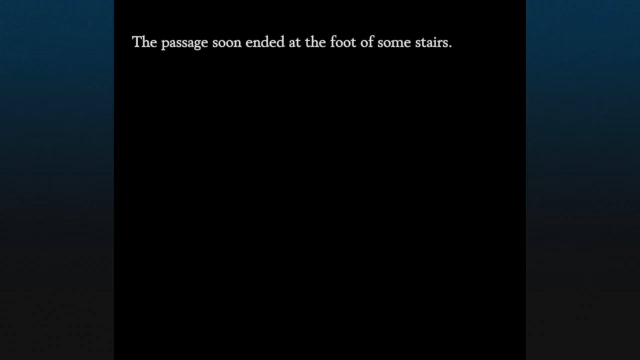 The passage soon ended at the foot of some stairs.